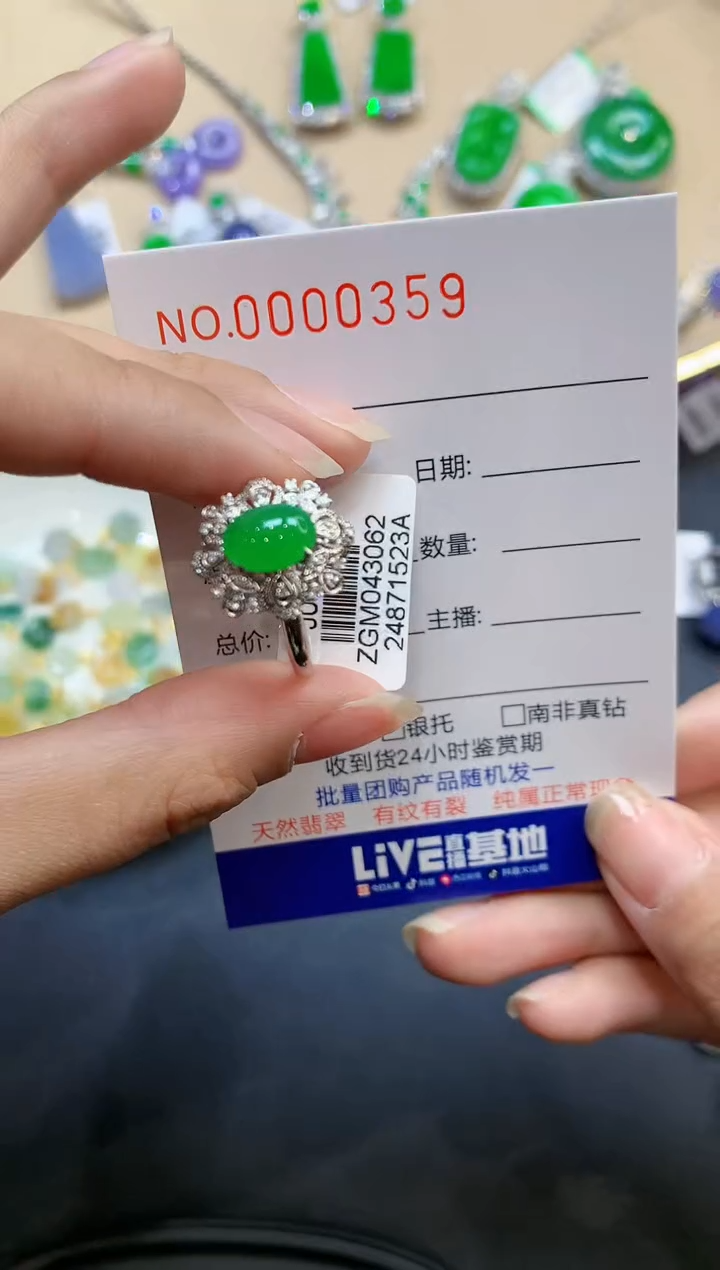 NO.0000359
日期:
数量:
主播:
总价:
ZGM043062
24871523A
银托 □南非真钻
收到货24小时鉴赏期
批量团购产品随机发一
天然翡翠 有纹有裂 纯属正常现
LiVE直播基地